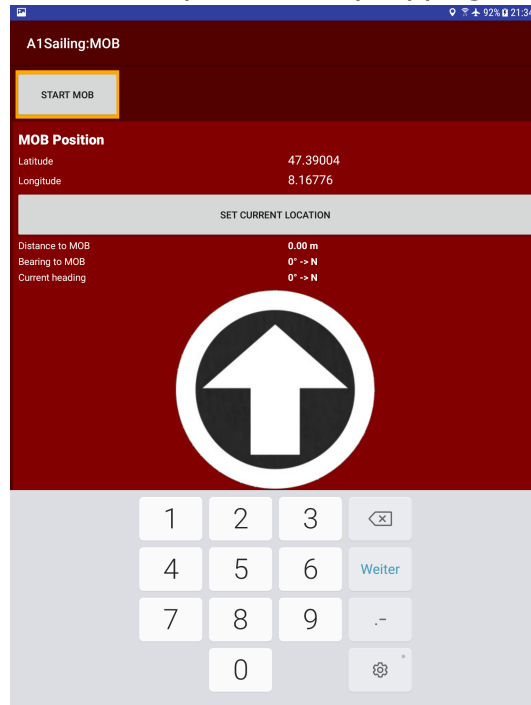 92% 21:34
A1Sailing:MOB
START MOB
MOB Position
Latitude 47.39004
Longitude 8.16776
SET CURRENT LOCATION
Distance to MOB 0.00 m
Bearing to MOB 0° -> N
Current heading 0° -> N
1 2 3
4 5 6 Weiter
7 8 9 .-
0